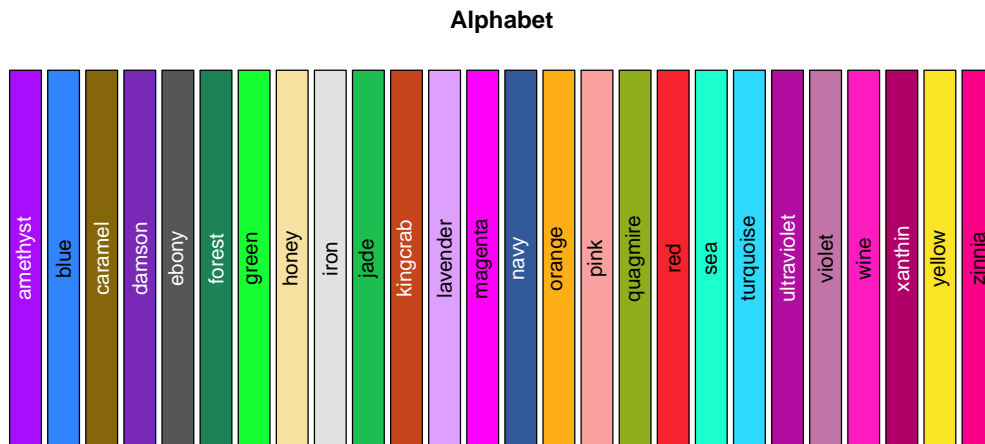 Alphabet
amethyst
blue
caramel
damson
ebony
forest
green
honey
iron
jade
kingcrab
lavender
magenta
navy
orange
pink
quagmire
red
sea
turquoise
ultraviolet
violet
wine
xanthin
yellow
zinnia